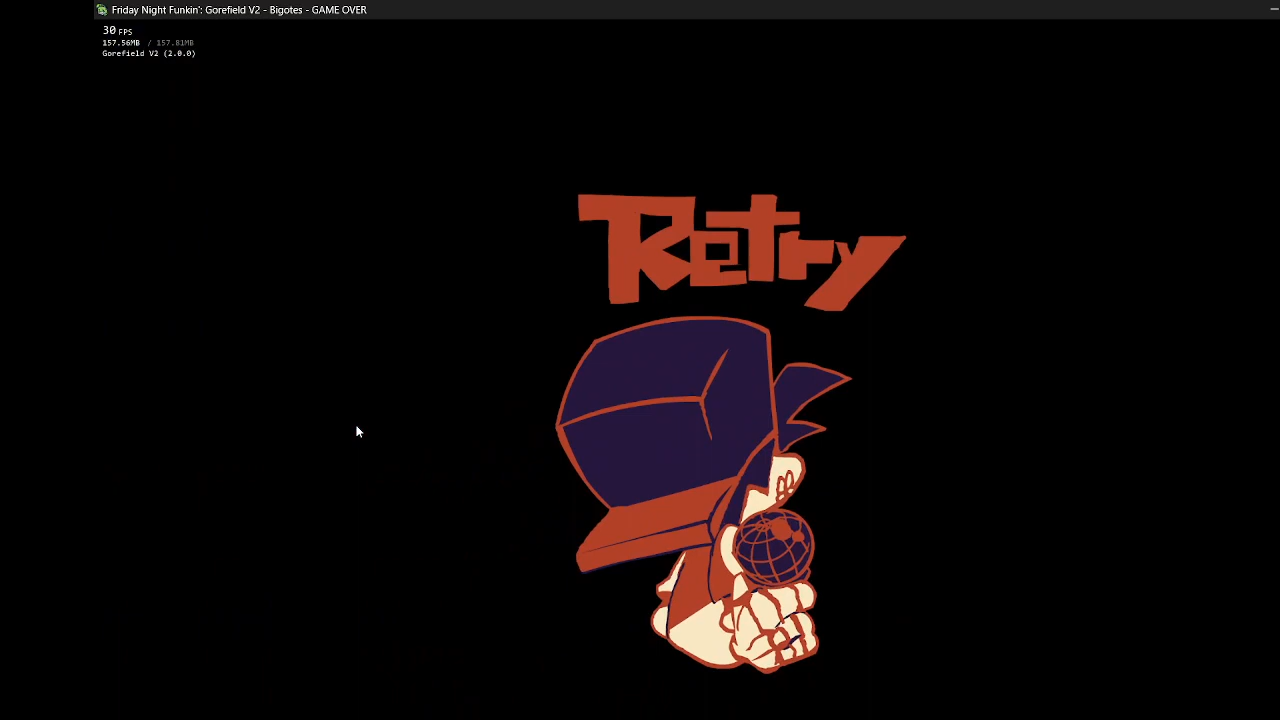 Friday Night Funkin': Gorefield V2 - Bigotes - GAME OVER
30 FPS
157.56MB / 157.81MB
Gorefield V2 (2.0.0)
Retry